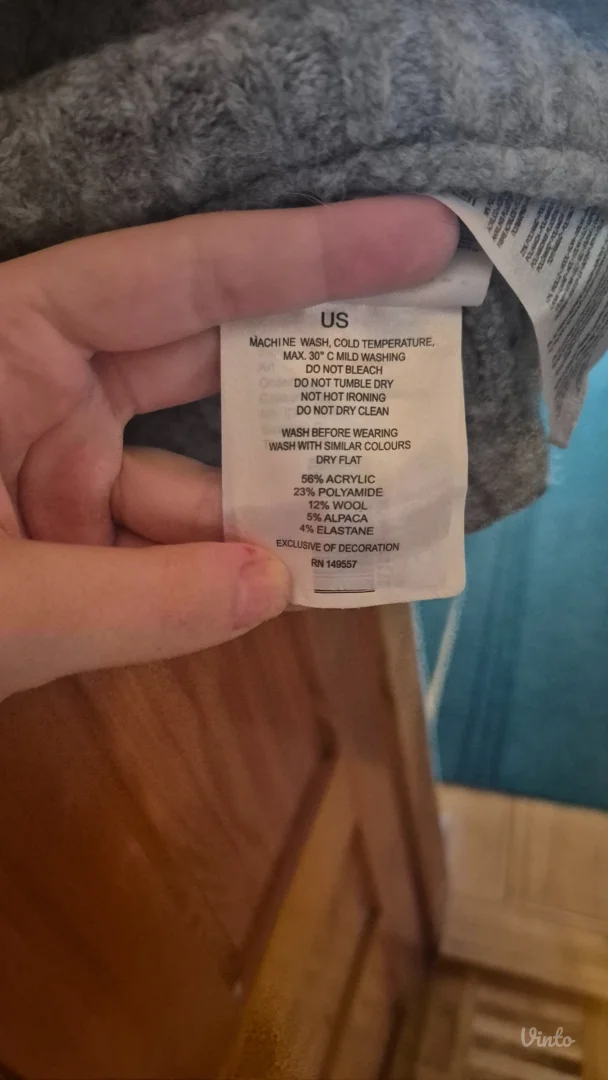 US
MACHINE WASH, COLD TEMPERATURE,
MAX. 30° C MILD WASHING
DO NOT BLEACH
DO NOT TUMBLE DRY
NOT HOT IRONING
DO NOT DRY CLEAN
WASH BEFORE WEARING
WASH WITH SIMILAR COLOURS
DRY FLAT
56% ACRYLIC
23% POLYAMIDE
12% WOOL
5% ALPACA
4% ELASTANE
EXCLUSIVE OF DECORATION
RN 149557
Vinto